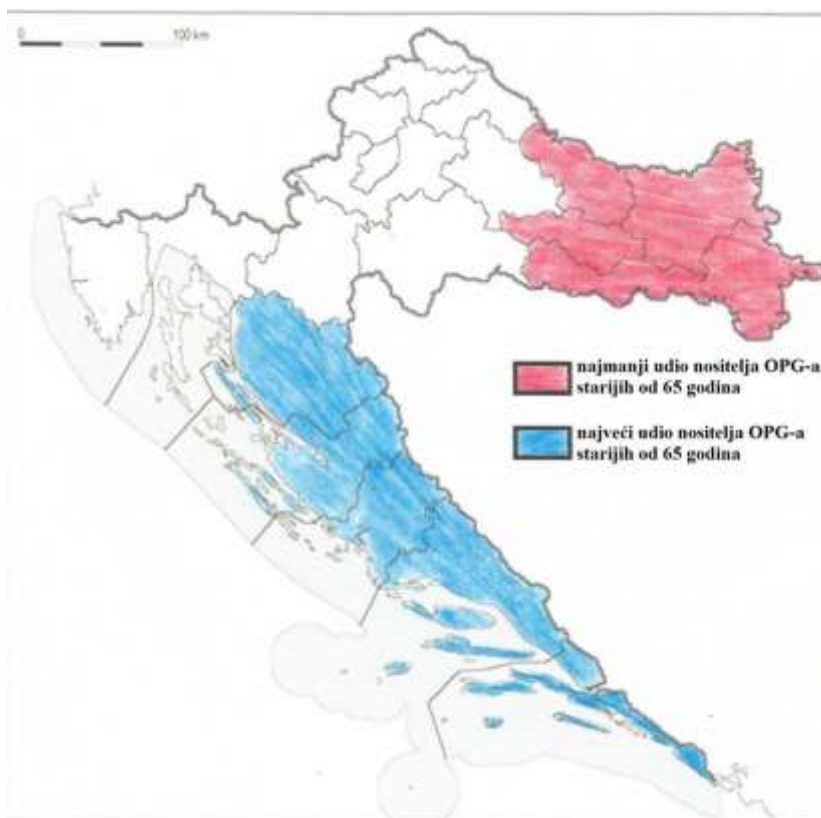 0 100 km
najmanji udio nositelja OPG-a
starijih od 65 godina
najveći udio nositelja OPG-a
starijih od 65 godina